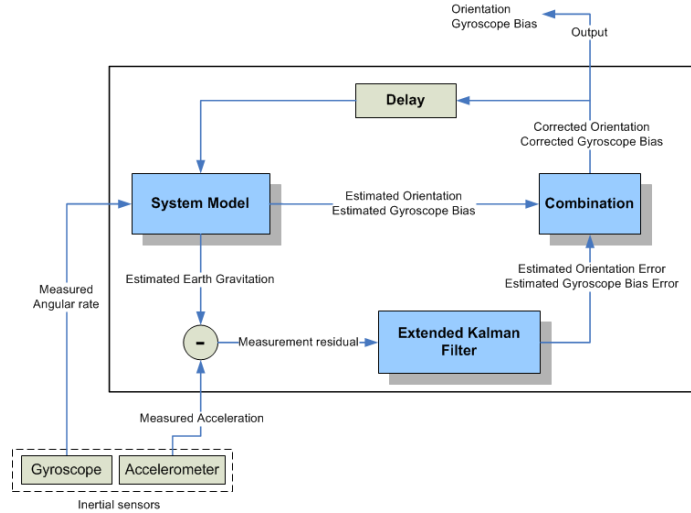 Orientation
Gyroscope Bias
Output
Delay
Corrected Orientation
Corrected Gyroscope Bias
System Model
Estimated Orientation
Estimated Gyroscope Bias
Combination
Measured
Angular rate
Estimated Earth Gravitation
Estimated Orientation Error
Estimated Gyroscope Bias Error
-
Measurement residual
Extended Kalman
Filter
Measured Acceleration
Gyroscope
Accelerometer
Inertial sensors